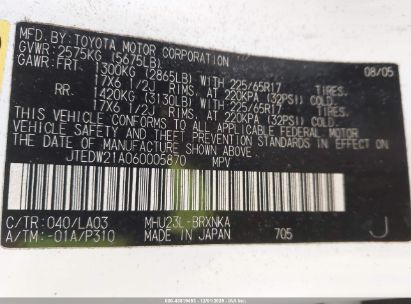 MFD. BY: TOYOTA MOTOR CORPORATION 08/05
GVWR: 2575KG (5675LB)
GAWR: FRT. 1300KG (2865LB) WITH 225/65R17 TIRES.
17X6 1/2J RIMS. AT 220KPA (32PSI) COLD.
RR. 1420KG (3130LB) WITH 225/65R17 TIRES.
17X6 1/2J RIMS. AT 220KPA (32PSI) COLD.
THIS VEHICLE CONFORMS TO ALL APPLICABLE FEDERAL MOTOR
VEHICLE SAFETY STANDARDS IN EFFECT ON
THE DATE OF MANUFACTURE SHOWN ABOVE.
JTEDW21A060005870 MPV
C/TR: 040/LA03 MHU23L-BRXNKA
A/TM: -01A/P310 MADE IN JAPAN 705 J